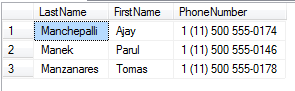 LastName FirstName PhoneNumber
1 Manchepalli Ajay 1 (11) 500 555-0174
2 Manek Parul 1 (11) 500 555-0146
3 Manzanares Tomas 1 (11) 500 555-0178